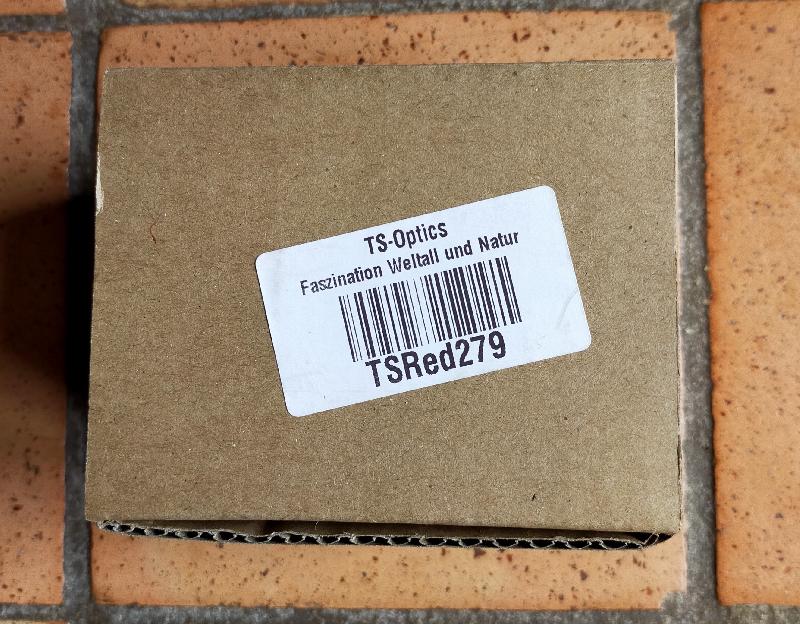 TS-Optics
Faszination Weltall und Natur
TSRed279